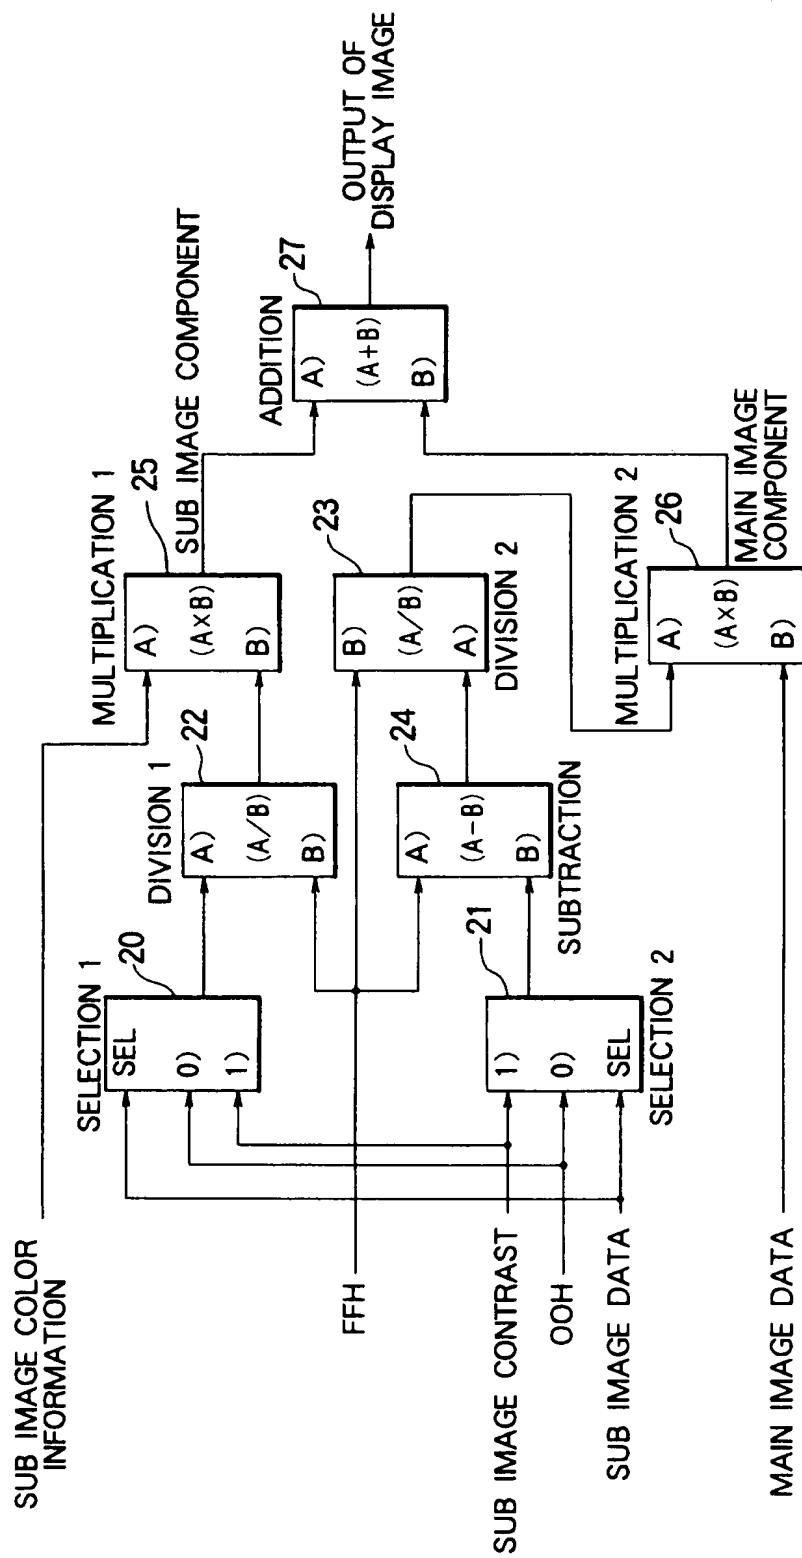 SUB IMAGE COLOR
INFORMATION
FFH
SUB IMAGE CONTRAST
OOH
SUB IMAGE DATA
MAIN IMAGE DATA
SELECTION 1
20
SEL
0)
1)
21
1)
0)
SEL
SELECTION 2
DIVISION 1
22
A)
(A/B)
B)
24
A)
(A-B)
B)
SUBTRACTION
MULTIPLICATION 1
25
A)
(A×B)
B)
SUB IMAGE COMPONENT
23
B)
(A/B)
A)
DIVISION 2
MULTIPLICATION 2
26
A)
(A×B)
B)
MAIN IMAGE
COMPONENT
ADDITION
27
A)
(A+B)
B)
OUTPUT OF
DISPLAY IMAGE